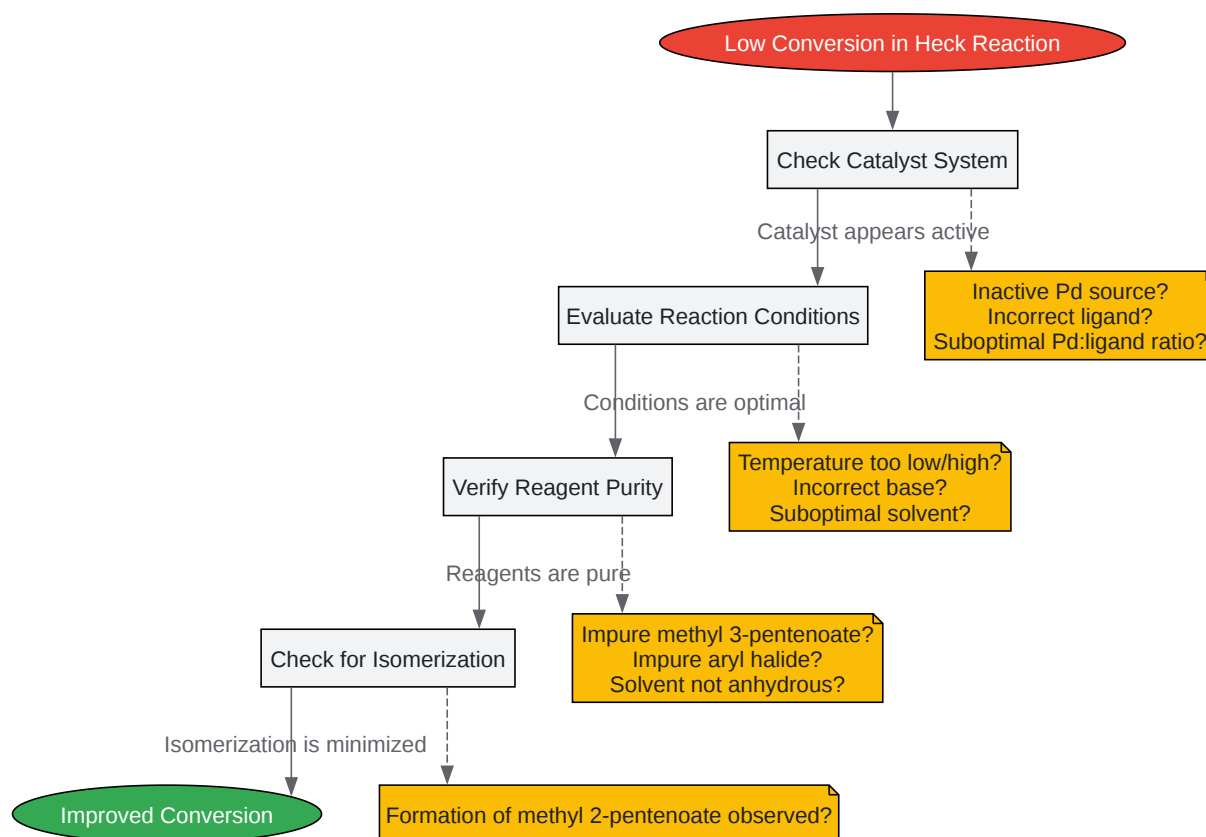 Low Conversion in Heck Reaction
Check Catalyst System
Catalyst appears active
Inactive Pd source?
Incorrect ligand?
Suboptimal Pd:ligand ratio?
Evaluate Reaction Conditions
Conditions are optimal
Temperature too low/high?
Incorrect base?
Suboptimal solvent?
Verify Reagent Purity
Reagents are pure
Impure methyl 3-pentenoate?
Impure aryl halide?
Solvent not anhydrous?
Check for Isomerization
Isomerization is minimized
Improved Conversion
Formation of methyl 2-pentenoate observed?